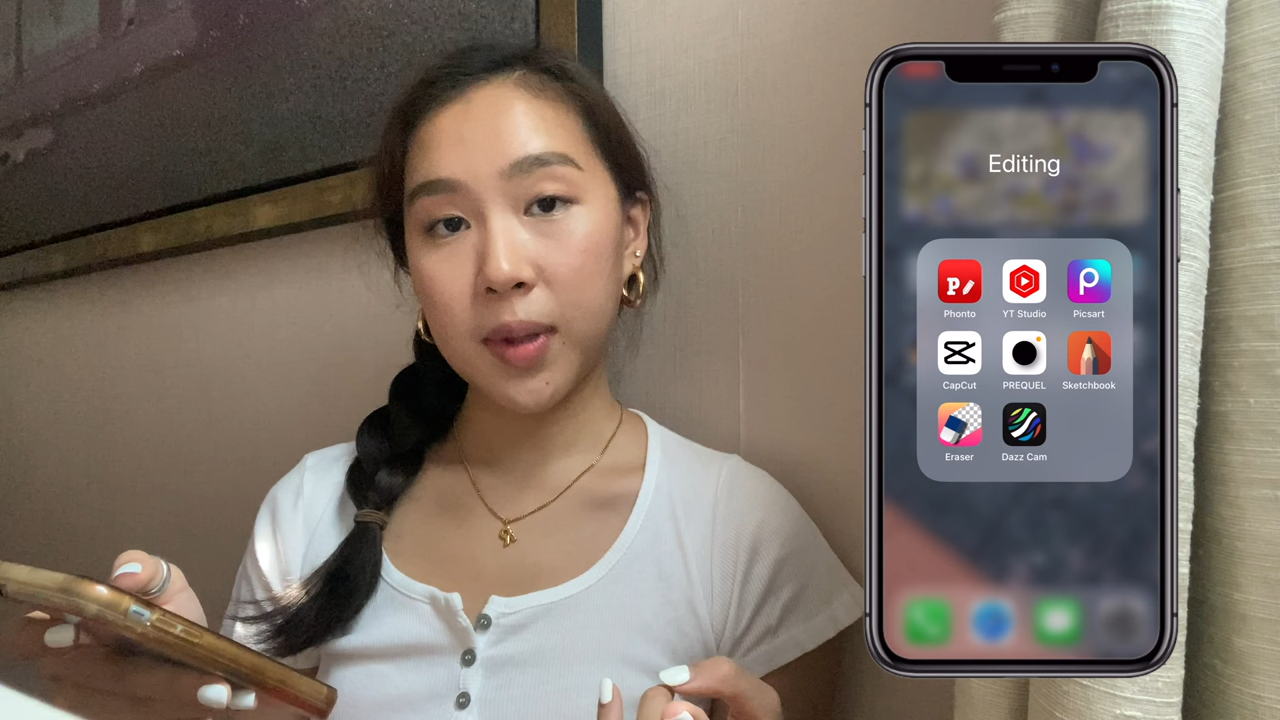 Editing
Phonto YT Studio Picsart
CapCut PREQUEL Sketchbook
Eraser Dazz Cam